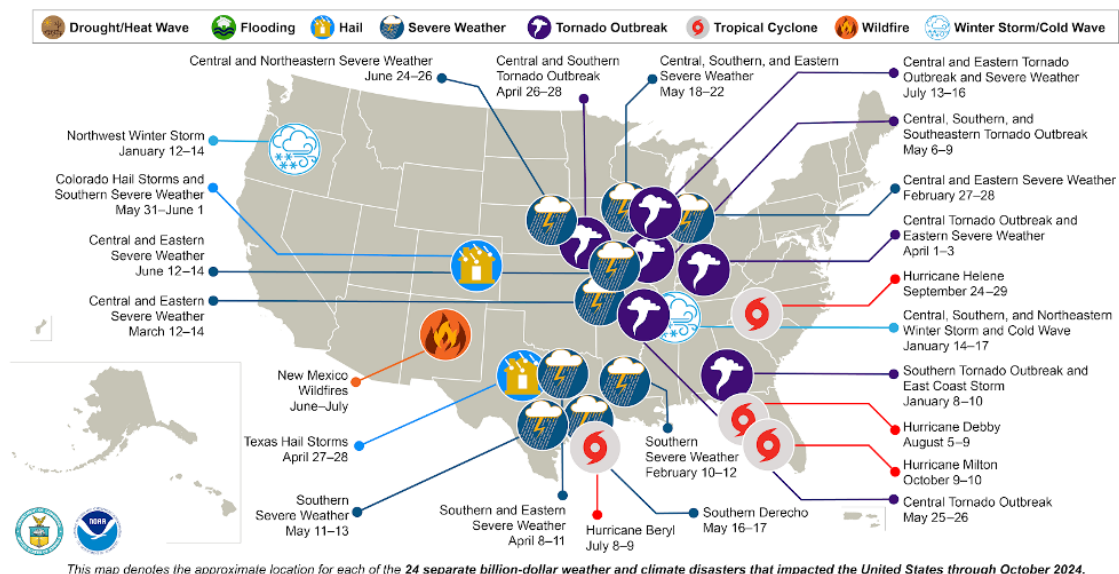 Drought/Heat Wave
Flooding
Hail
Severe Weather
Tornado Outbreak
Tropical Cyclone
Wildfire
Winter Storm/Cold Wave
Central and Northeastern Severe Weather
June 24–26
Central and Southern
Tornado Outbreak
April 26–28
Central, Southern, and Eastern
Severe Weather
May 18–22
Central and Eastern Tornado
Outbreak and Severe Weather
July 13–16
Northwest Winter Storm
January 12–14
Central, Southern, and
Southeastern Tornado Outbreak
May 6–9
Colorado Hail Storms and
Southern Severe Weather
May 31–June 1
Central and Eastern Severe Weather
February 27–28
Central and Eastern
Severe Weather
June 12–14
Central Tornado Outbreak and
Eastern Severe Weather
April 1–3
Central and Eastern
Severe Weather
March 12–14
Hurricane Helene
September 24–29
Central, Southern, and Northeastern
Winter Storm and Cold Wave
January 14–17
New Mexico
Wildfires
June–July
Southern Tornado Outbreak and
East Coast Storm
January 8–10
Texas Hail Storms
April 27–28
Southern
Severe Weather
February 10–12
Hurricane Debby
August 5–9
Hurricane Milton
October 9–10
Southern
Severe Weather
May 11–13
Southern and Eastern
Severe Weather
April 8–11
Hurricane Beryl
July 8–9
Southern Derecho
May 16–17
Central Tornado Outbreak
May 25–26
NOAA
This map denotes the approximate location for each of the 24 separate billion-dollar weather and climate disasters that impacted the United States through October 2024.